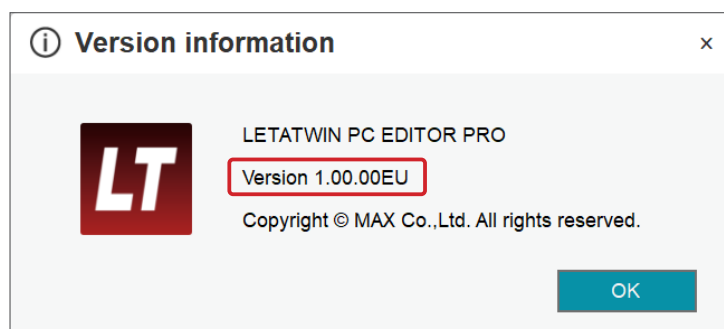 Version information
x
LT
LETATWIN PC EDITOR PRO
Version 1.00.00EU
Copyright © MAX Co.,Ltd. All rights reserved.
OK